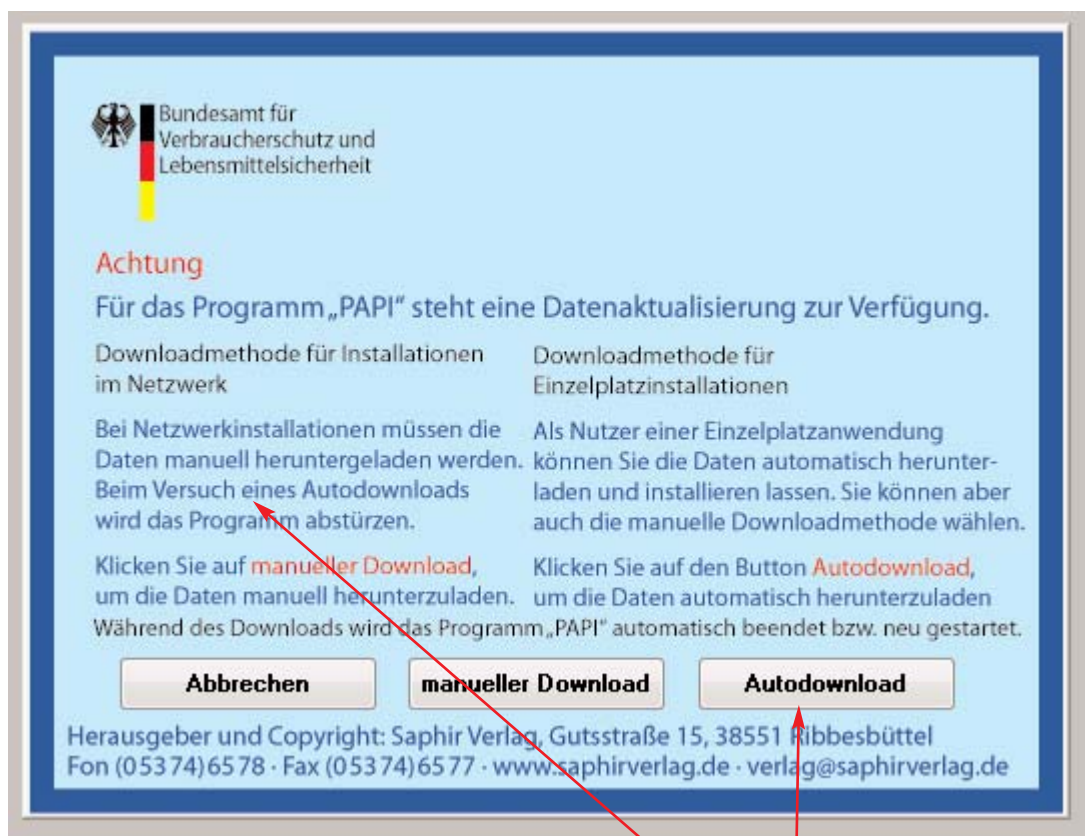 Bundesamt für
Verbraucherschutz und
Lebensmittelsicherheit
Achtung
Für das Programm „PAPI“ steht eine Datenaktualisierung zur Verfügung.
Downloadmethode für Installationen
im Netzwerk
Bei Netzwerkinstallationen müssen die
Daten manuell heruntergeladen werden.
Beim Versuch eines Autodownloads
wird das Programm abstürzen.
Klicken Sie auf manueller Download,
um die Daten manuell herunterzuladen.
Downloadmethode für
Einzelplatzinstallationen
Als Nutzer einer Einzelplatzanwendung
können Sie die Daten automatisch herunter-
laden und installieren lassen. Sie können aber
auch die manuelle Downloadmethode wählen.
Klicken Sie auf den Button Autodownload,
um die Daten automatisch herunterzuladen
Während des Downloads wird das Programm „PAPI“ automatisch beendet bzw. neu gestartet.
Abbrechen manueller Download Autodownload
Herausgeber und Copyright: Saphir Verlag, Gutsstraße 15, 38551 Ribbesbüttel
Fon (05374)6578 · Fax (05374)6577 · www.saphirverlag.de · verlag@saphirverlag.de